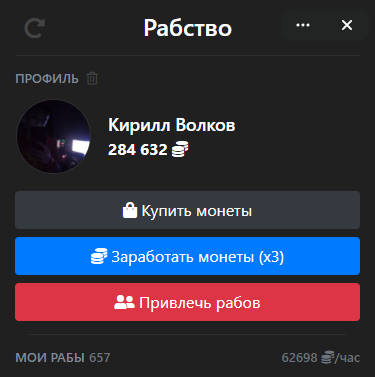 Рабство
ПРОФИЛЬ
Кирилл Волков
284 632
Купить монеты
Заработать монеты (x3)
Привлечь рабов
МОИ РАБЫ 657
62698 /час